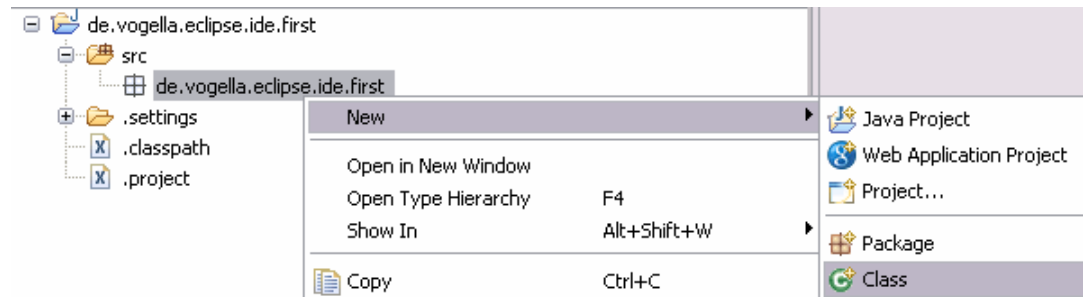 de.vogella.eclipse.ide.first
src
de.vogella.eclipse.ide.first
.settings
.classpath
.project
New
Open in New Window
Open Type Hierarchy F4
Show In Alt+Shift+W
Copy Ctrl+C
Java Project
Web Application Project
Project...
Package
Class